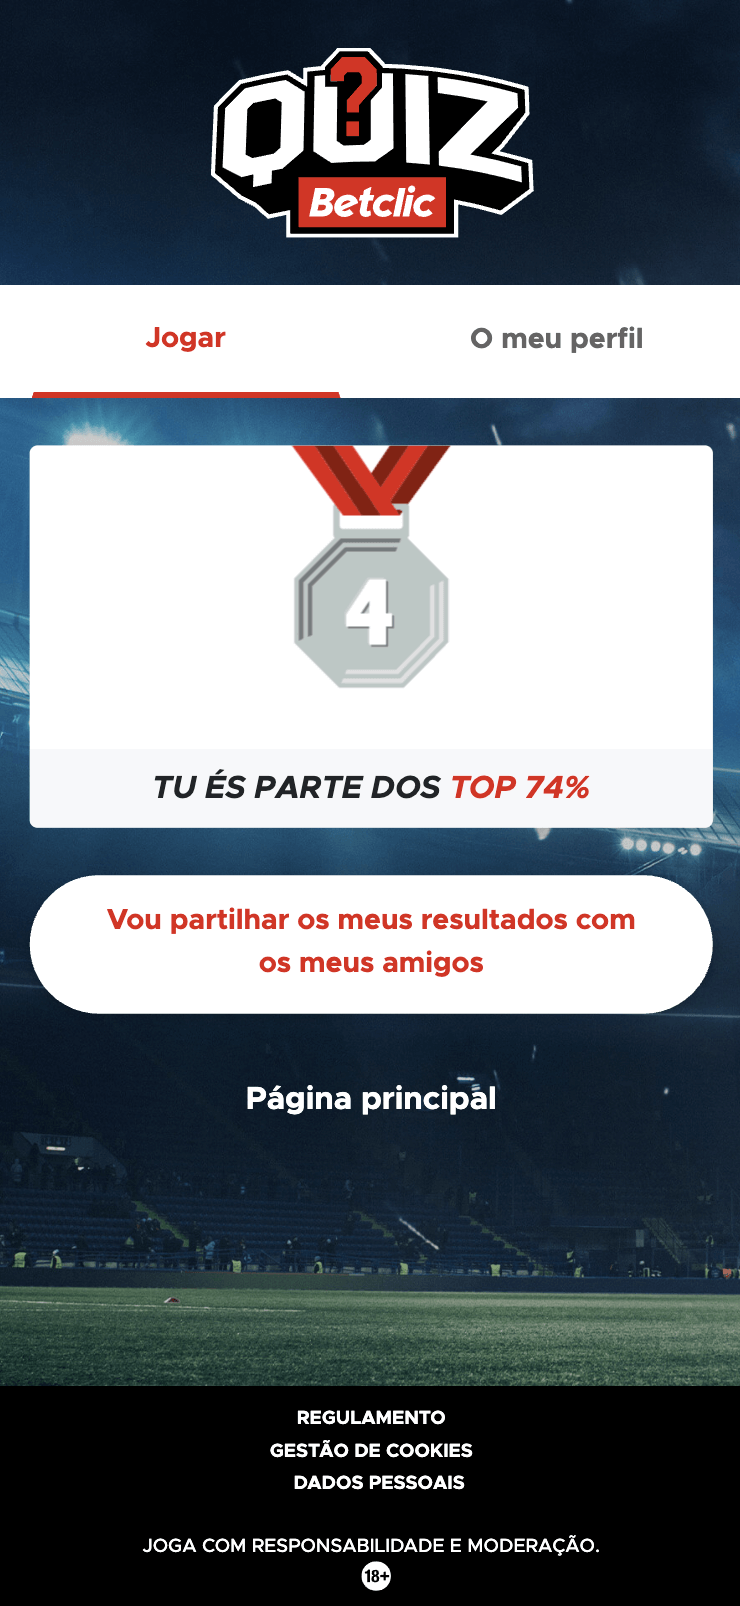 QUIZ
?
Betclic
Jogar
O meu perfil
4
TU ÉS PARTE DOS TOP 74%
Vou partilhar os meus resultados com
os meus amigos
Página principal
REGULAMENTO
GESTÃO DE COOKIES
DADOS PESSOAIS
JOGA COM RESPONSABILIDADE E MODERAÇÃO.
18+